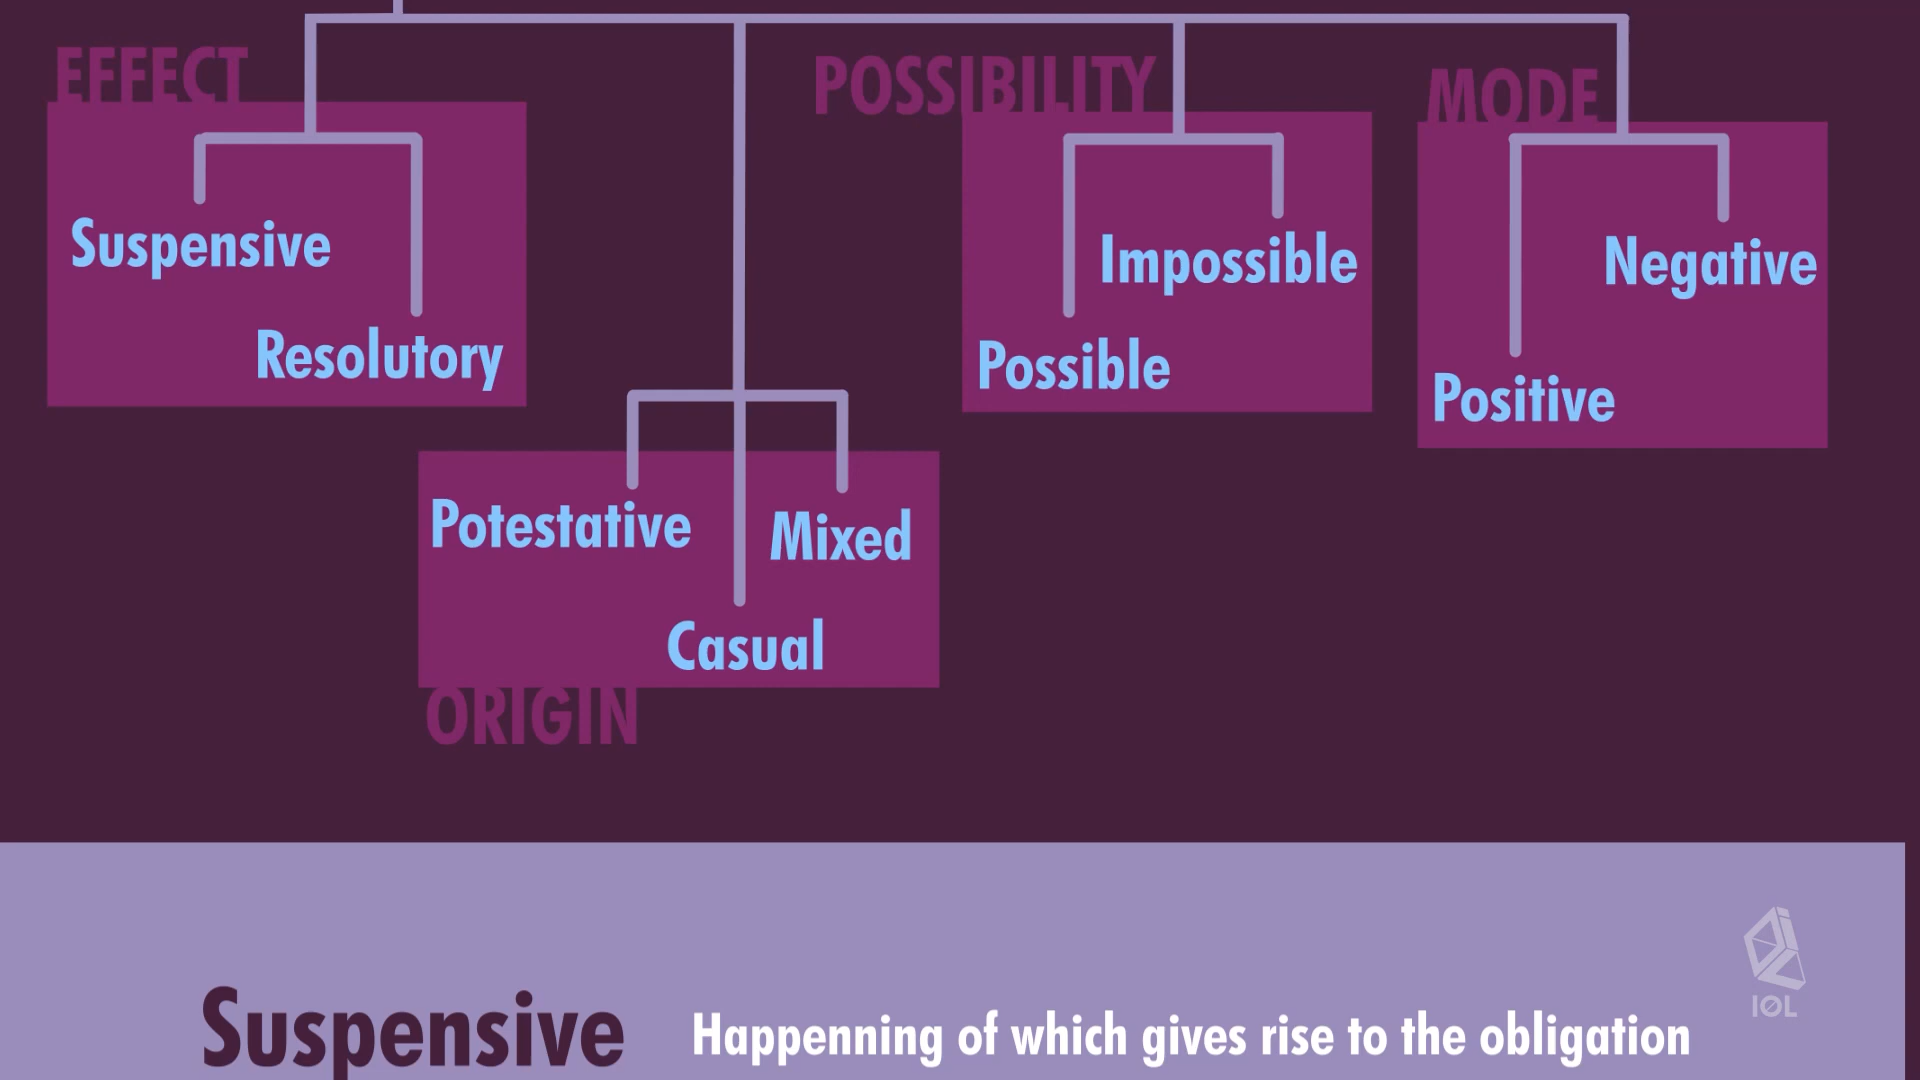 EFFECT
Suspensive
Resolutory
Potestative
Mixed
Casual
ORIGIN
POSSIBILITY
Impossible
Possible
MODE
Negative
Positive
IØL
Suspensive
Happenning of which gives rise to the obligation